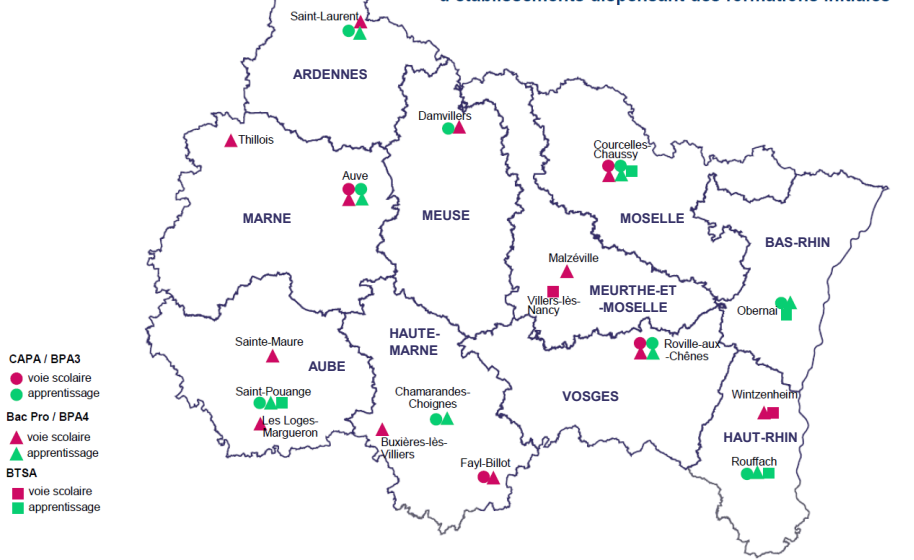 d'établissements dispensant des formations initiales
Saint-Laurent
ARDENNES
Damvillers
Thillois
Courcelles-
Chaussy
Auve
MARNE
MEUSE
MOSELLE
BAS-RHIN
Malzéville
MEURTHE-ET
-MOSELLE
Villers-lès-
Nancy
Obernai
HAUTE-
MARNE
Sainte-Maure
AUBE
Roville-aux
-Chênes
CAPA / BPA3
voie scolaire
apprentissage
Saint-Pouange
Chamarandes-
Choignes
VOSGES
Wintzenheim
Bac Pro / BPA4
voie scolaire
apprentissage
Les Loges-
Margueron
Buxières-lès-
Villiers
HAUT-RHIN
Fayl-Billot
Rouffach
BTSA
voie scolaire
apprentissage